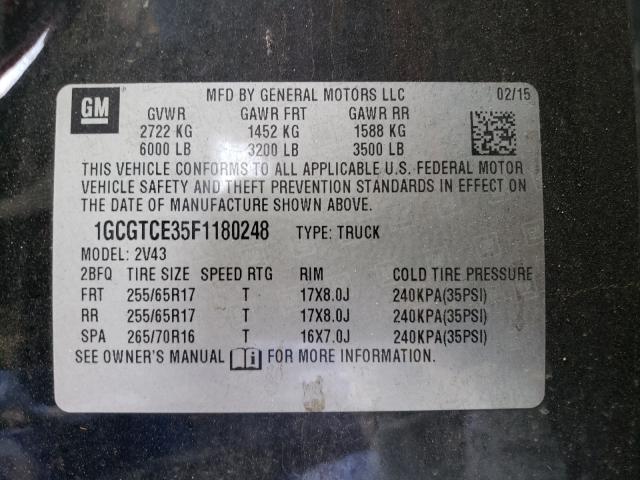 GM
MFD BY GENERAL MOTORS LLC 02/15
GVWR GAWR FRT GAWR RR
2722 KG 1452 KG 1588 KG
6000 LB 3200 LB 3500 LB
THIS VEHICLE CONFORMS TO ALL APPLICABLE U.S. FEDERAL MOTOR
VEHICLE SAFETY AND THEFT PREVENTION STANDARDS IN EFFECT ON
THE DATE OF MANUFACTURE SHOWN ABOVE.
1GCGTCE35F1180248 TYPE: TRUCK
MODEL: 2V43
2BFQ TIRE SIZE SPEED RTG RIM COLD TIRE PRESSURE
FRT 255/65R17 T 17X8.0J 240KPA(35PSI)
RR 255/65R17 T 17X8.0J 240KPA(35PSI)
SPA 265/70R16 T 16X7.0J 240KPA(35PSI)
SEE OWNER'S MANUAL i FOR MORE INFORMATION.